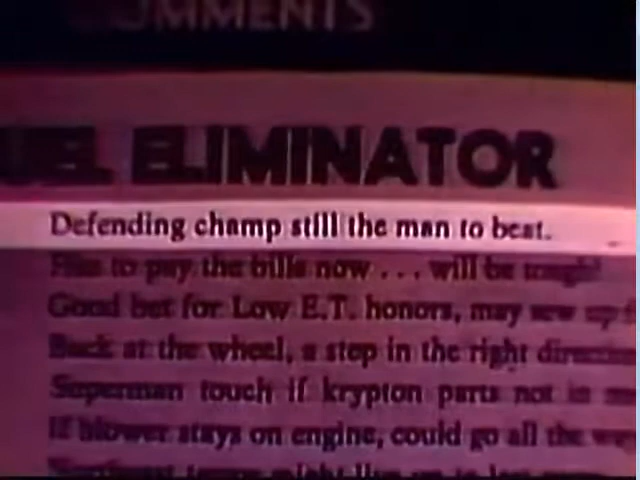 COMMENTS
UEL ELIMINATOR
Defending champ still the man to beat.
to pay the bills now . . . will be tough!
Good bet for Low E.T. honors, may sew up
Back at the wheel, a step in the right
Superman touch if krypton parts not in
If blower stays on engine, could go all the